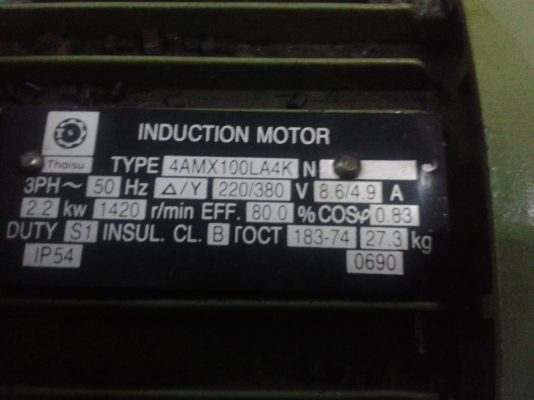 INDUCTION MOTOR
Thaisu
TYPE 4AMX100LA4K N
3PH~ 50 Hz △/Y 220/380 V 8.6/4.9 A
2.2 kw 1420 r/min EFF. 80.0 % COSφ 0.83
DUTY S1 INSUL. CL. B ГОСТ 183-74 27.3 kg
IP54 0690